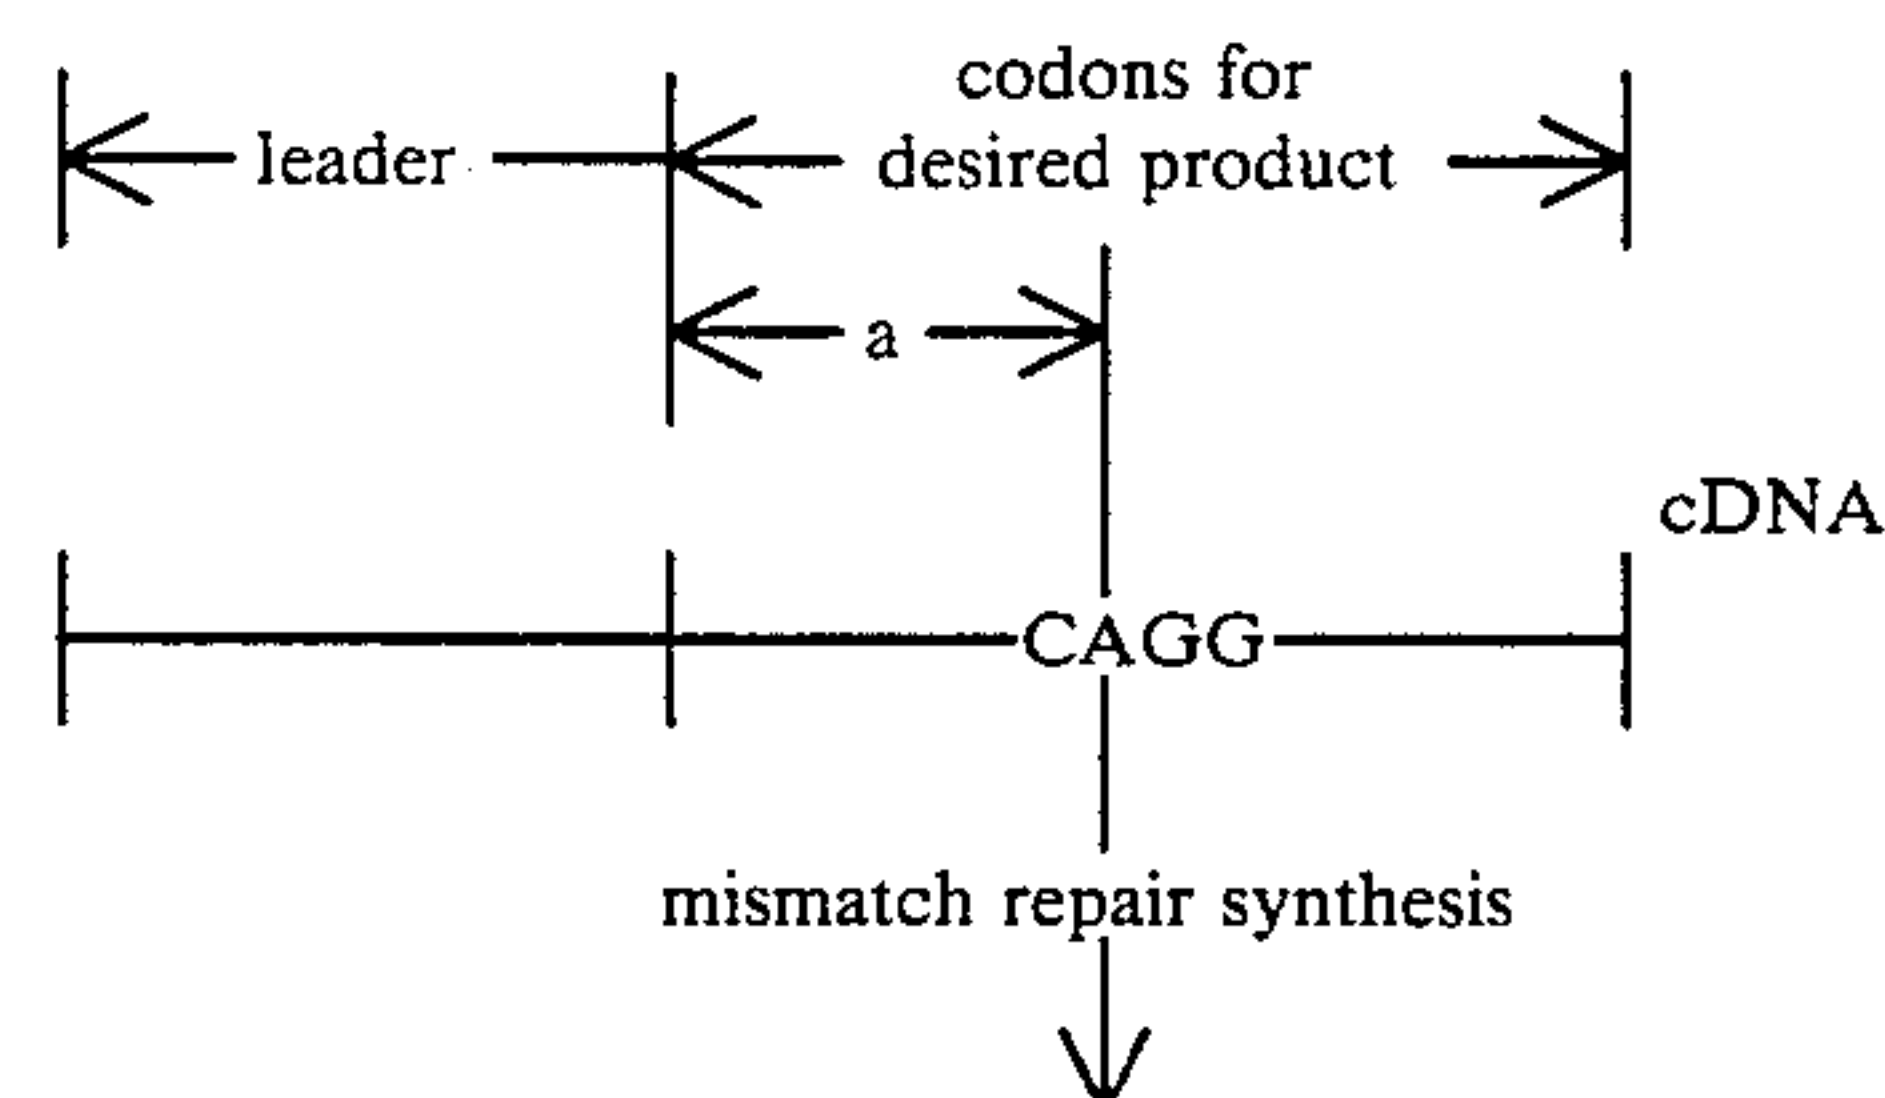 codons for
leader desired product
a
cDNA
CAGG
mismatch repair synthesis